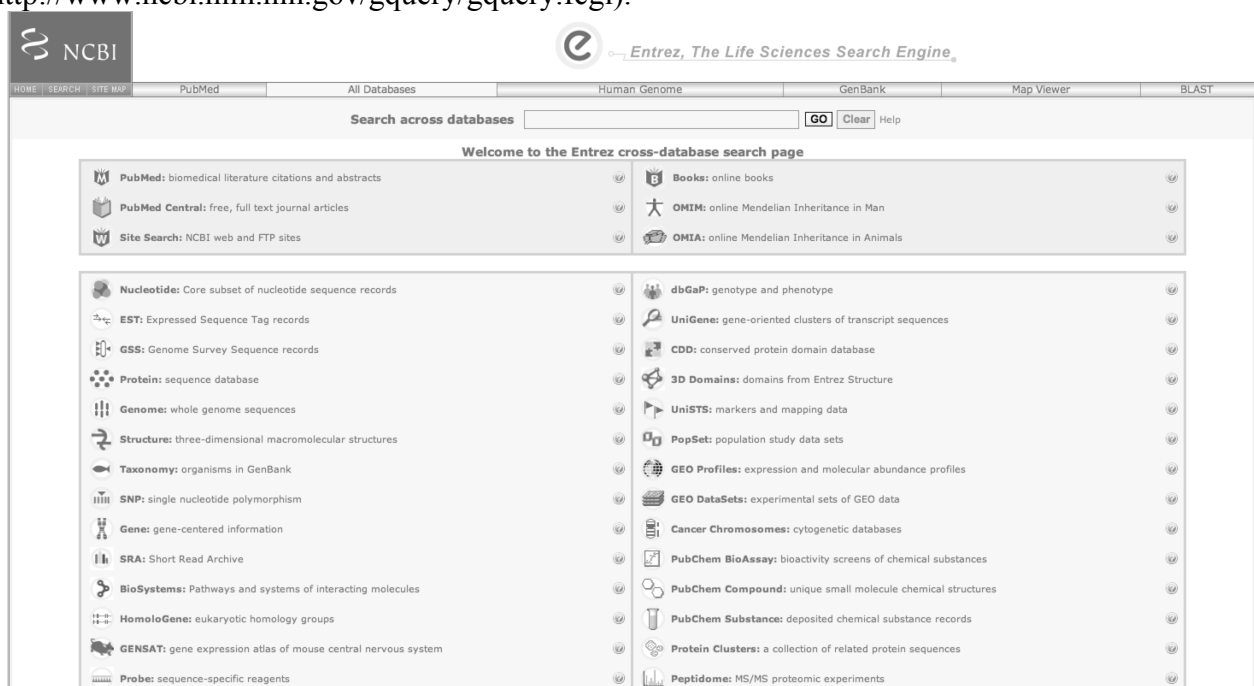 http://www.ncbi.nlm.nih.gov/gquery/gquery.fcgi).
NCBI
Entrez, The Life Sciences Search Engine
HOME SEARCH SITE MAP PubMed All Databases Human Genome GenBank Map Viewer BLAST
Search across databases GO Clear Help
Welcome to the Entrez cross-database search page
PubMed: biomedical literature citations and abstracts
Books: online books
PubMed Central: free, full text journal articles
OMIM: online Mendelian Inheritance in Man
Site Search: NCBI web and FTP sites
OMIA: online Mendelian Inheritance in Animals
Nucleotide: Core subset of nucleotide sequence records
dbGaP: genotype and phenotype
EST: Expressed Sequence Tag records
UniGene: gene-oriented clusters of transcript sequences
GSS: Genome Survey Sequence records
CDD: conserved protein domain database
Protein: sequence database
3D Domains: domains from Entrez Structure
Genome: whole genome sequences
UniSTS: markers and mapping data
Structure: three-dimensional macromolecular structures
PopSet: population study data sets
Taxonomy: organisms in GenBank
GEO Profiles: expression and molecular abundance profiles
SNP: single nucleotide polymorphism
GEO DataSets: experimental sets of GEO data
Gene: gene-centered information
Cancer Chromosomes: cytogenetic databases
SRA: Short Read Archive
PubChem BioAssay: bioactivity screens of chemical substances
BioSystems: Pathways and systems of interacting molecules
PubChem Compound: unique small molecule chemical structures
HomoloGene: eukaryotic homology groups
PubChem Substance: deposited chemical substance records
GENSAT: gene expression atlas of mouse central nervous system
Protein Clusters: a collection of related protein sequences
Probe: sequence-specific reagents
Peptidome: MS/MS proteomic experiments